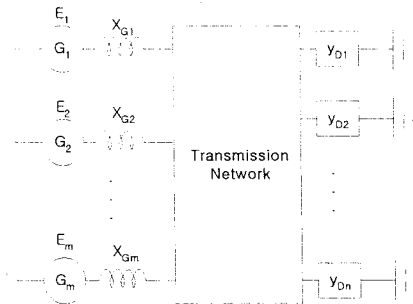 E1
G1
XG1
yD1
E2
G2
XG2
yD2
Transmission
Network
Em
Gm
XGm
yDn